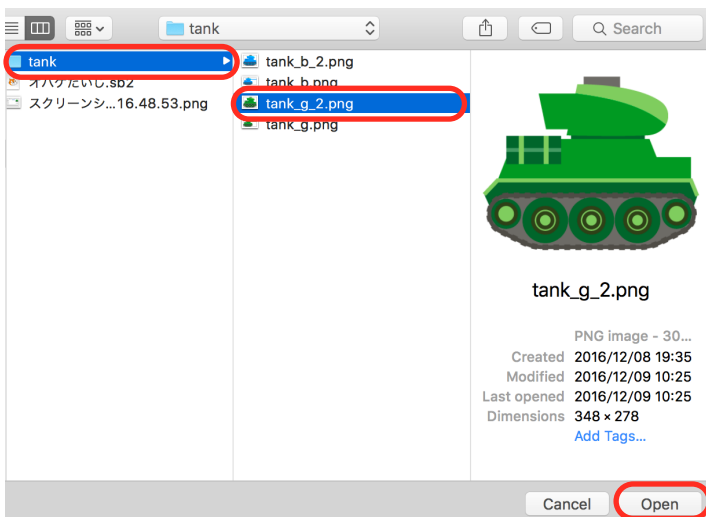 tank
Search
tank
オバケたいじ.sb2
スクリーンシ...16.48.53.png
tank_b_2.png
tank_b.png
tank_g_2.png
tank_g.png
tank_g_2.png
PNG image - 30...
Created 2016/12/08 19:35
Modified 2016/12/09 10:25
Last opened 2016/12/09 10:25
Dimensions 348 × 278
Add Tags...
Cancel
Open